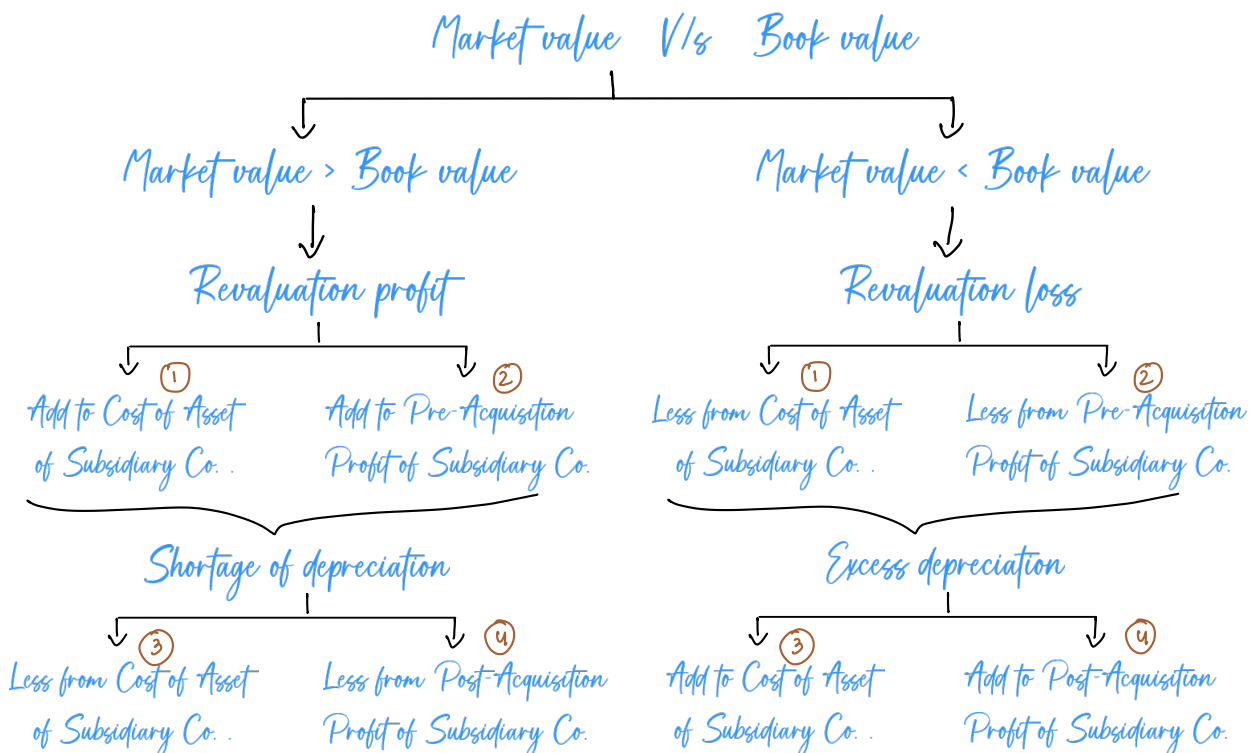 Market value V/s Book value
Market value > Book value
Market value < Book value
Revaluation profit
Revaluation loss
1
Add to Cost of Asset
of Subsidiary Co. .
2
Add to Pre-Acquisition
Profit of Subsidiary Co.
1
Less from Cost of Asset
of Subsidiary Co. .
2
Less from Pre-Acquisition
Profit of Subsidiary Co.
Shortage of depreciation
Excess depreciation
3
Less from Cost of Asset
of Subsidiary Co. .
4
Less from Post-Acquisition
Profit of Subsidiary Co.
3
Add to Cost of Asset
of Subsidiary Co. .
4
Add to Post-Acquisition
Profit of Subsidiary Co.